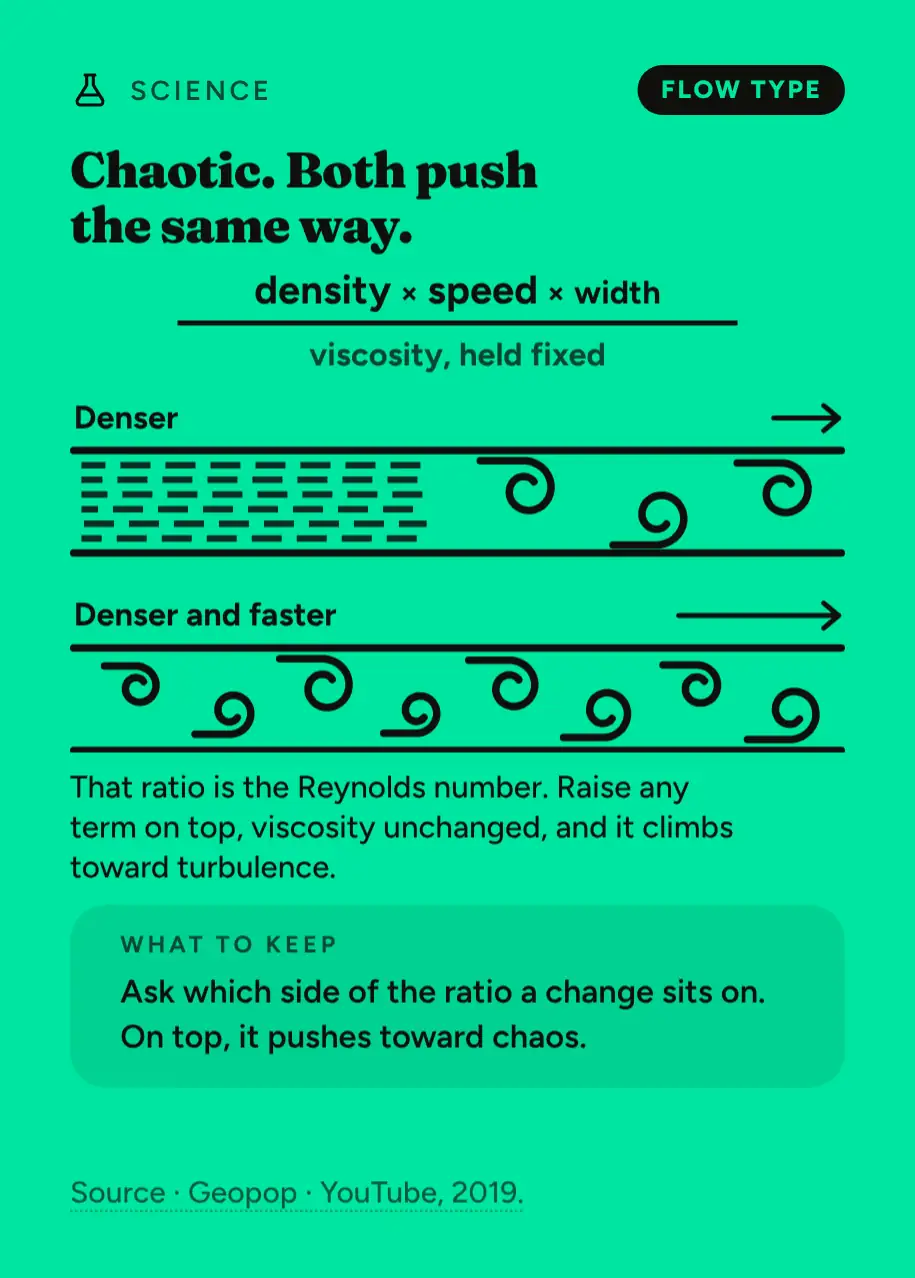 SCIENCE
FLOW TYPE
Chaotic. Both push
the same way.
density × speed × width
viscosity, held fixed
Denser
Denser and faster
That ratio is the Reynolds number. Raise any
term on top, viscosity unchanged, and it climbs
toward turbulence.
WHAT TO KEEP
Ask which side of the ratio a change sits on.
On top, it pushes toward chaos.
Source · Geopop · YouTube, 2019.